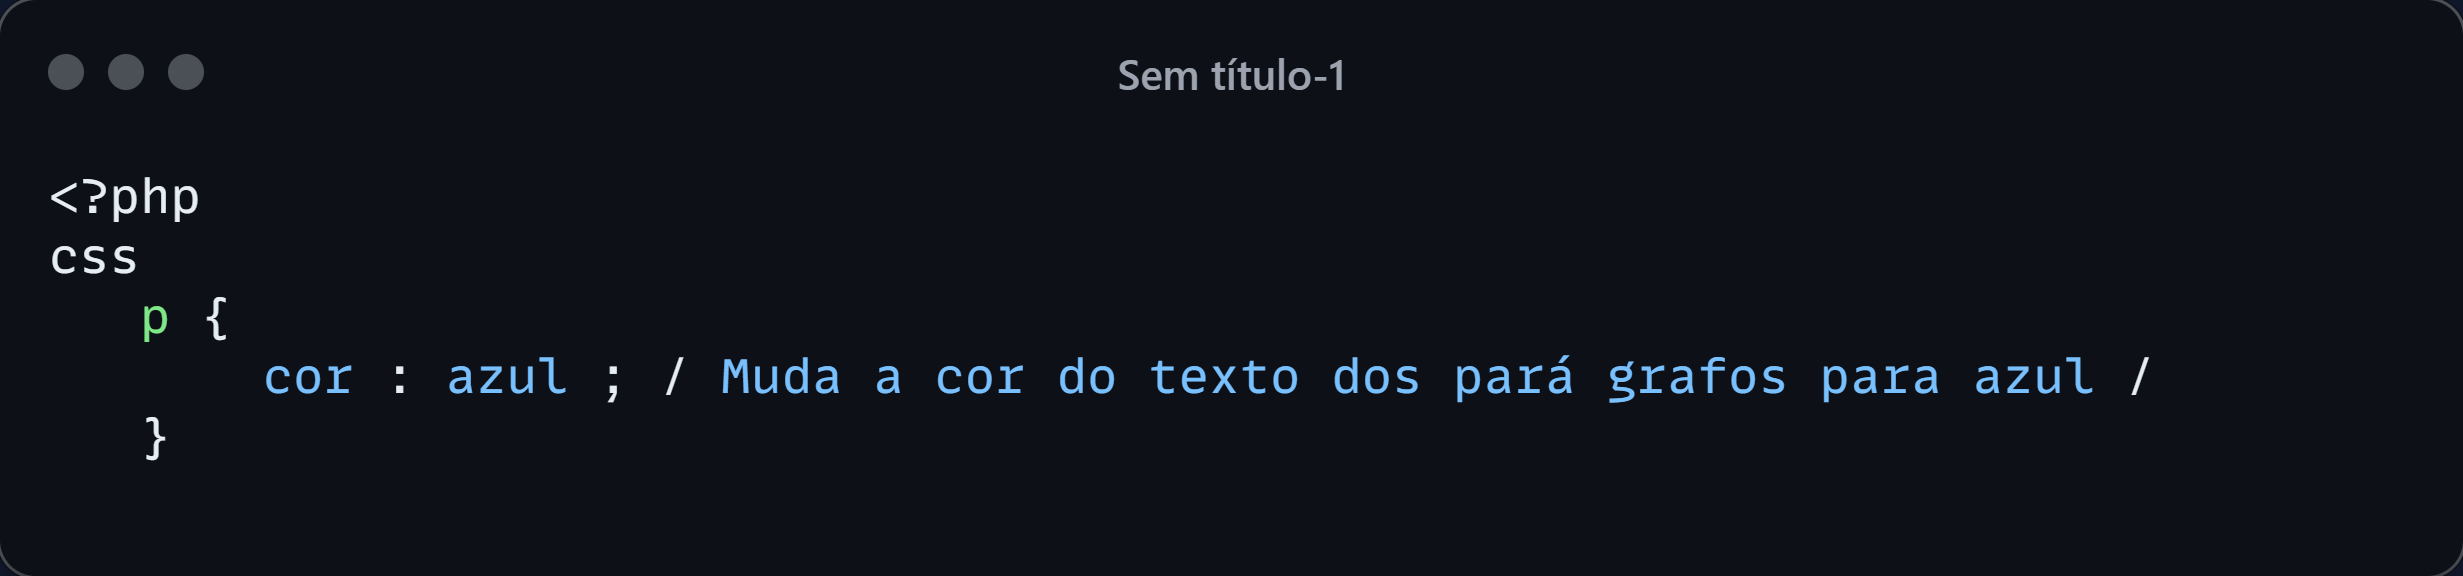 Sem título-1
<?php
css
p {
cor : azul ; / Muda a cor do texto dos pará grafos para azul /
}